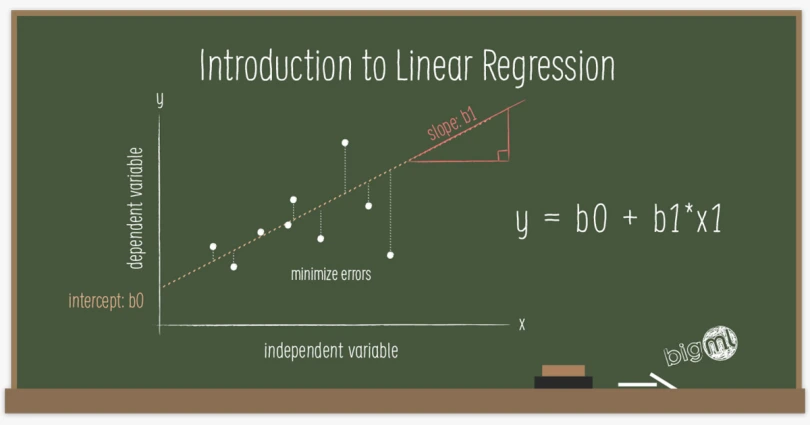 Introduction to Linear Regression
y
slope: b1
dependent variable
y = b0 + b1*x1
minimize errors
intercept: b0
x
independent variable
bigml